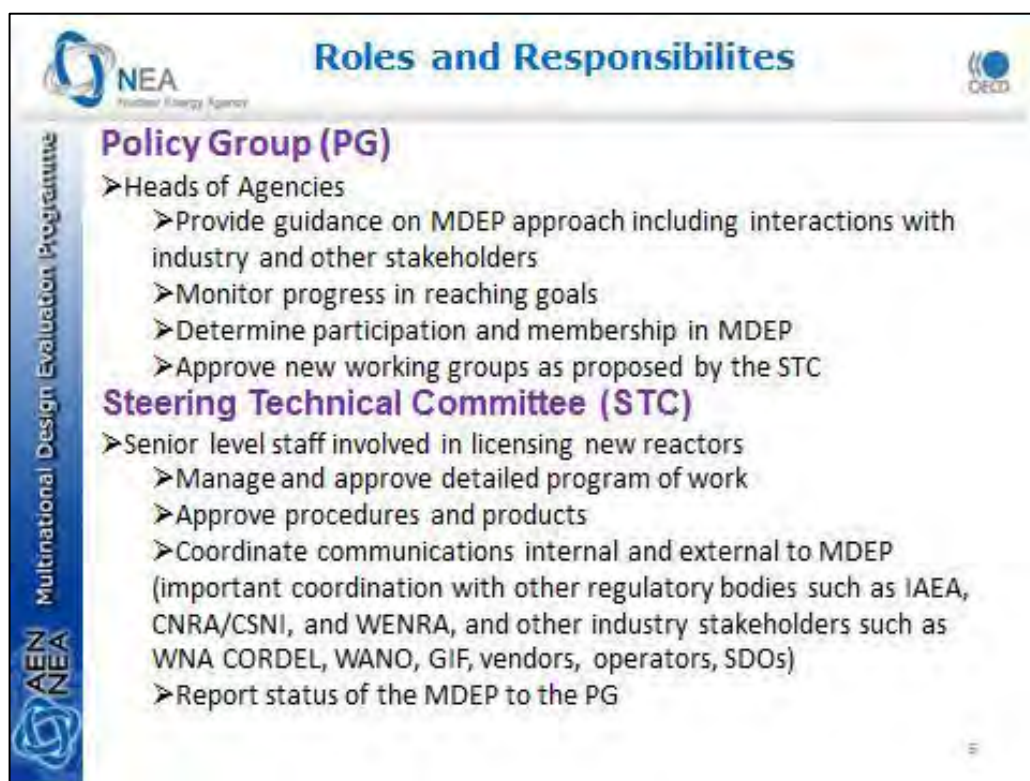 Roles and Responsibilites
NEA
Nuclear Energy Agency
OECD
Multinational Design Evaluation Programme
AEN
NEA
Policy Group (PG)
➢Heads of Agencies
➢Provide guidance on MDEP approach including interactions with
industry and other stakeholders
➢Monitor progress in reaching goals
➢Determine participation and membership in MDEP
➢Approve new working groups as proposed by the STC
Steering Technical Committee (STC)
➢Senior level staff involved in licensing new reactors
➢Manage and approve detailed program of work
➢Approve procedures and products
➢Coordinate communications internal and external to MDEP
(important coordination with other regulatory bodies such as IAEA,
CNRA/CSNI, and WENRA, and other industry stakeholders such as
WNA CORDEL, WANO, GIF, vendors, operators, SDOs)
➢Report status of the MDEP to the PG